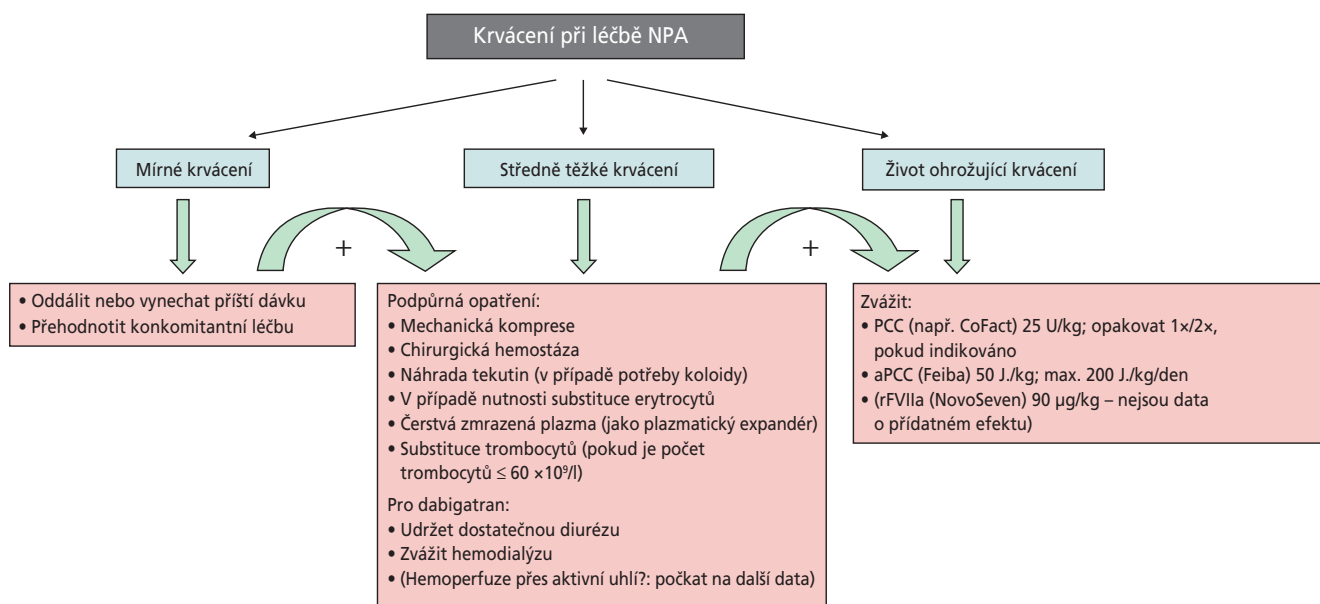 Krvácení při léčbě NPA
Mírné krvácení
Středně těžké krvácení
Život ohrožující krvácení
+
+
• Oddálit nebo vynechat příští dávku
• Přehodnotit konkomitantní léčbu
Podpůrná opatření:
• Mechanická komprese
• Chirurgická hemostáza
• Náhrada tekutin (v případě potřeby koloidy)
• V případě nutnosti substituce erytrocytů
• Čerstvá zmrazená plazma (jako plazmatický expandér)
• Substituce trombocytů (pokud je počet
trombocytů ≤ 60 ×10⁹/l)
Pro dabigatran:
• Udržet dostatečnou diurézu
• Zvážit hemodialýzu
• (Hemoperfuze přes aktivní uhlí?: počkat na další data)
Zvážit:
• PCC (např. CoFact) 25 U/kg; opakovat 1×/2×,
pokud indikováno
• aPCC (Feiba) 50 J./kg; max. 200 J./kg/den
• (rFVIIa (NovoSeven) 90 µg/kg – nejsou data
o přídatném efektu)